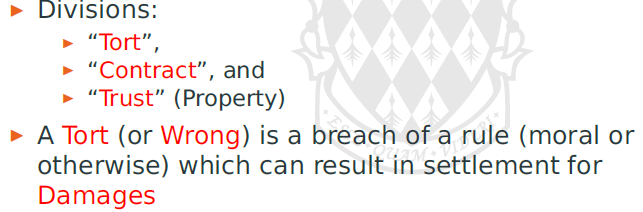 Divisions:
“Tort”,
“Contract”, and
“Trust” (Property)
A Tort (or Wrong) is a breach of a rule (moral or
otherwise) which can result in settlement for
Damages